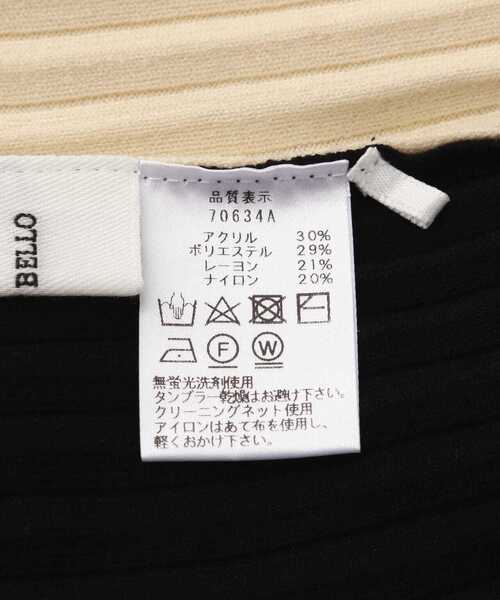 BELLO
品質表示
70634A
アクリル 30%
ポリエステル 29%
レーヨン 21%
ナイロン 20%
F W
無蛍光洗剤使用
タンブラー乾燥はお避け下さい。
クリーニングネット使用
アイロンはあて布を使用し、
軽くおかけ下さい。